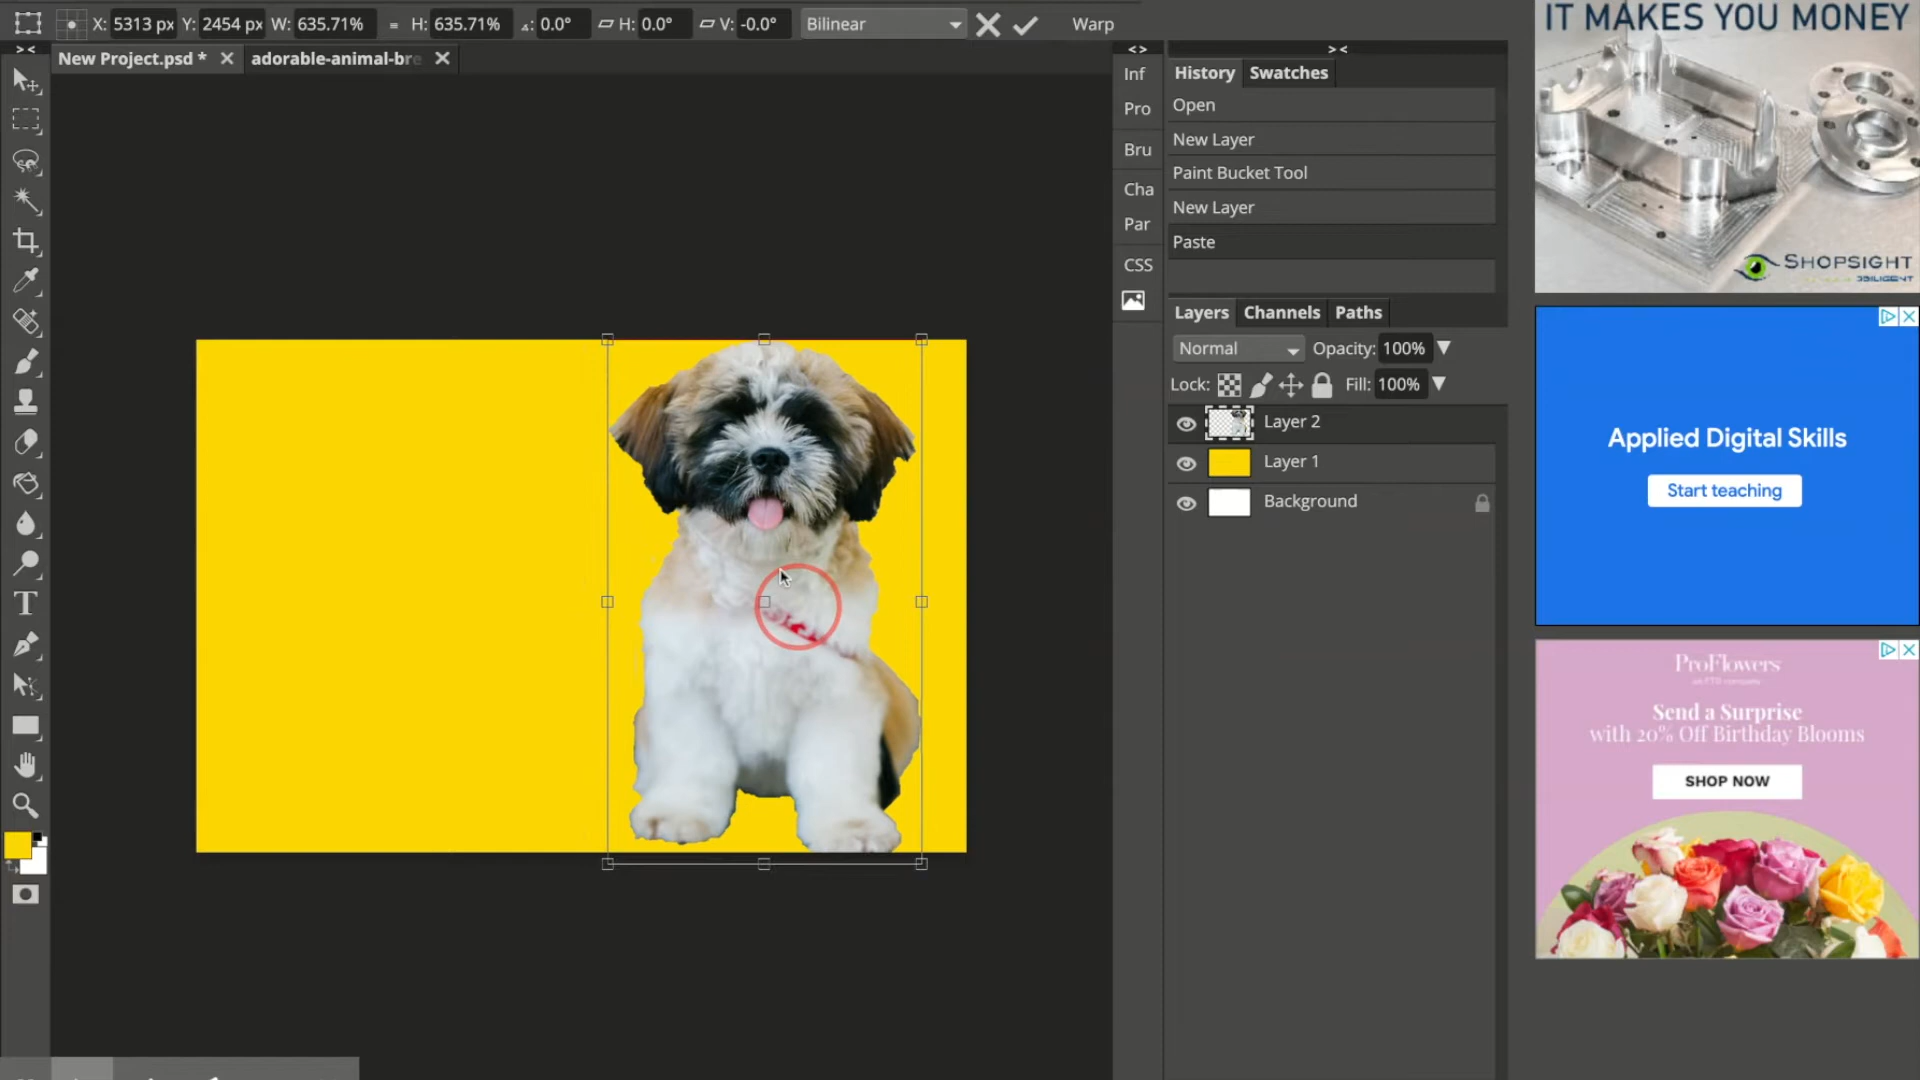 X: 5313 px Y: 2454 px W: 635.71% H: 635.71% 0.0° H: 0.0° V: -0.0° Bilinear Warp
New Project.psd * adorable-animal-bre
Inf
Pro
Bru
Cha
Par
CSS
History Swatches
Open
New Layer
Paint Bucket Tool
New Layer
Paste
Layers Channels Paths
Normal Opacity: 100%
Lock: Fill: 100%
Layer 2
Layer 1
Background
IT MAKES YOU MONEY
SHOPSIGHT
Applied Digital Skills
Start teaching
ProFlowers
Send a Surprise
with 20% Off Birthday Blooms
SHOP NOW